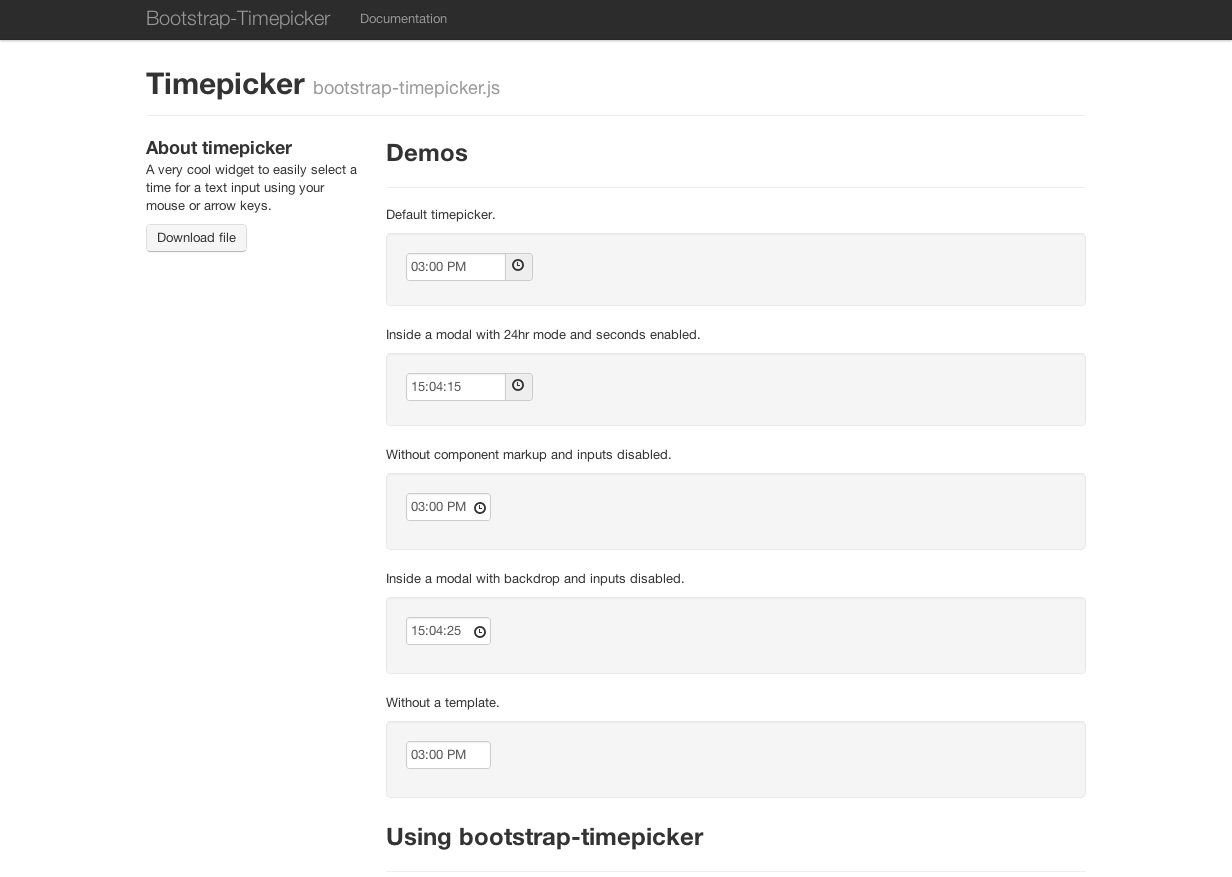 Bootstrap-Timepicker Documentation
Timepicker bootstrap-timepicker.js
About timepicker
A very cool widget to easily select a
time for a text input using your
mouse or arrow keys.
Download file
Demos
Default timepicker.
03:00 PM
Inside a modal with 24hr mode and seconds enabled.
15:04:15
Without component markup and inputs disabled.
03:00 PM
Inside a modal with backdrop and inputs disabled.
15:04:25
Without a template.
03:00 PM
Using bootstrap-timepicker